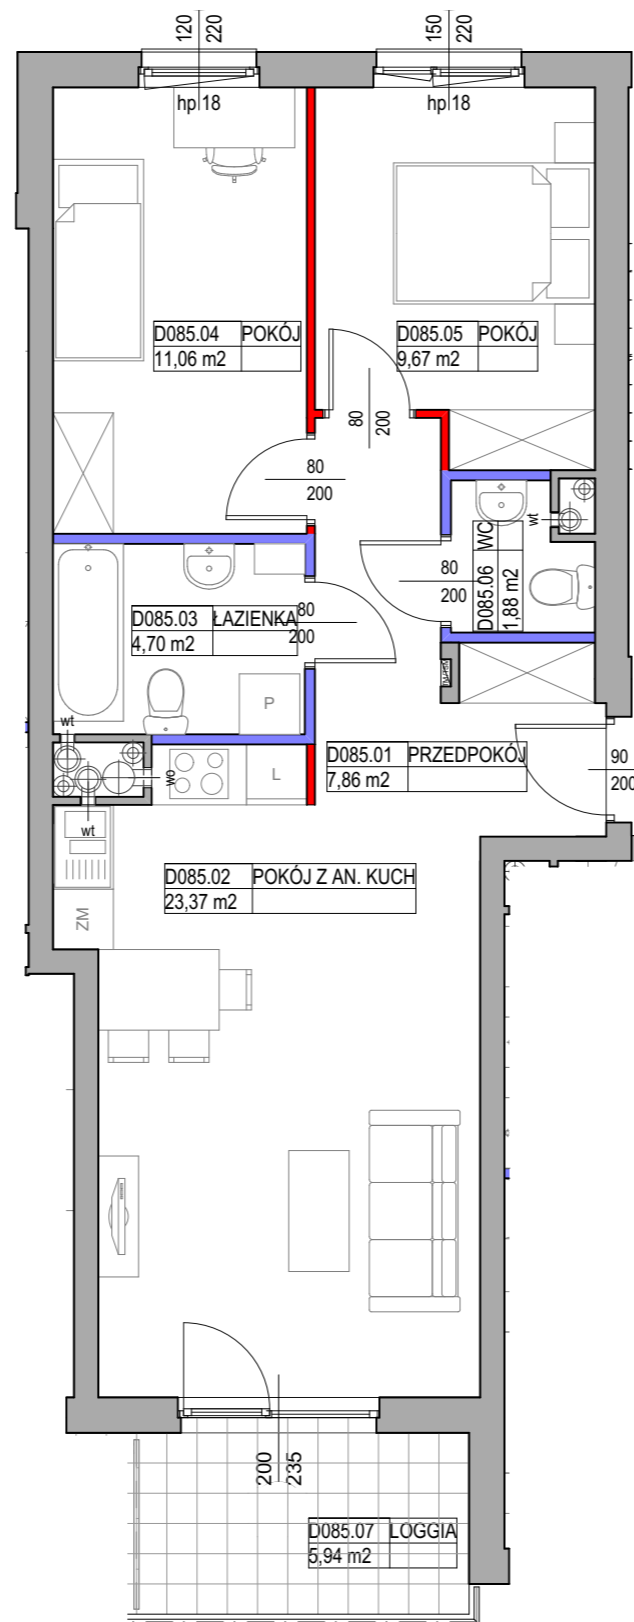 120
220
150
220
hp 18
hp 18
D085.04 POKÓJ
11,06 m2
D085.05 POKÓJ
9,67 m2
80
200
80
200
wt
D085.06 WC
1,88 m2
80
200
D085.03 ŁAZIENKA
4,70 m2
80
200
P
wt
D085.01 PRZEDPOKÓJ
7,86 m2
90
200
wo
L
wt
D085.02 POKÓJ Z AN. KUCH
23,37 m2
ZM
200
235
D085.07 LOGGIA
5,94 m2